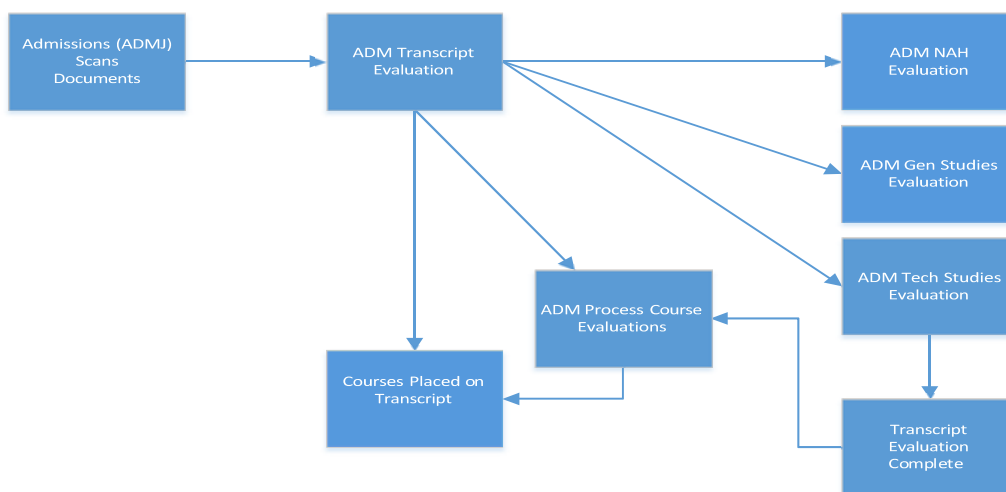 Admissions (ADMJ)
Scans
Documents
ADM Transcript
Evaluation
ADM NAH
Evaluation
ADM Gen Studies
Evaluation
ADM Tech Studies
Evaluation
ADM Process Course
Evaluations
Courses Placed on
Transcript
Transcript
Evaluation
Complete